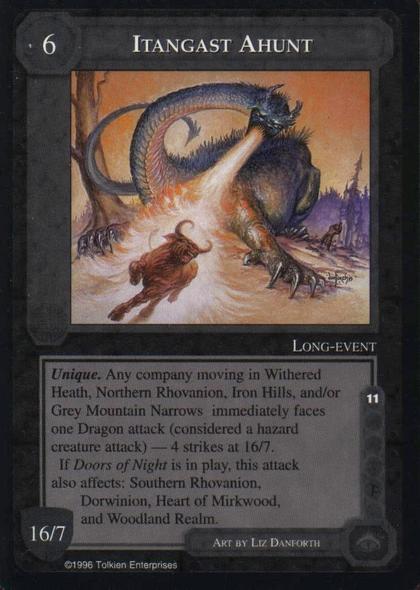 6
ITANGAST AHUNT
LONG-EVENT
Unique. Any company moving in Withered
Heath, Northern Rhovanion, Iron Hills, and/or
Grey Mountain Narrows immediately faces
one Dragon attack (considered a hazard
creature attack) — 4 strikes at 16/7.
If Doors of Night is in play, this attack
also affects: Southern Rhovanion,
Dorwinion, Heart of Mirkwood,
and Woodland Realm.
11
16/7
ART BY LIZ DANFORTH
©1996 Tolkien Enterprises